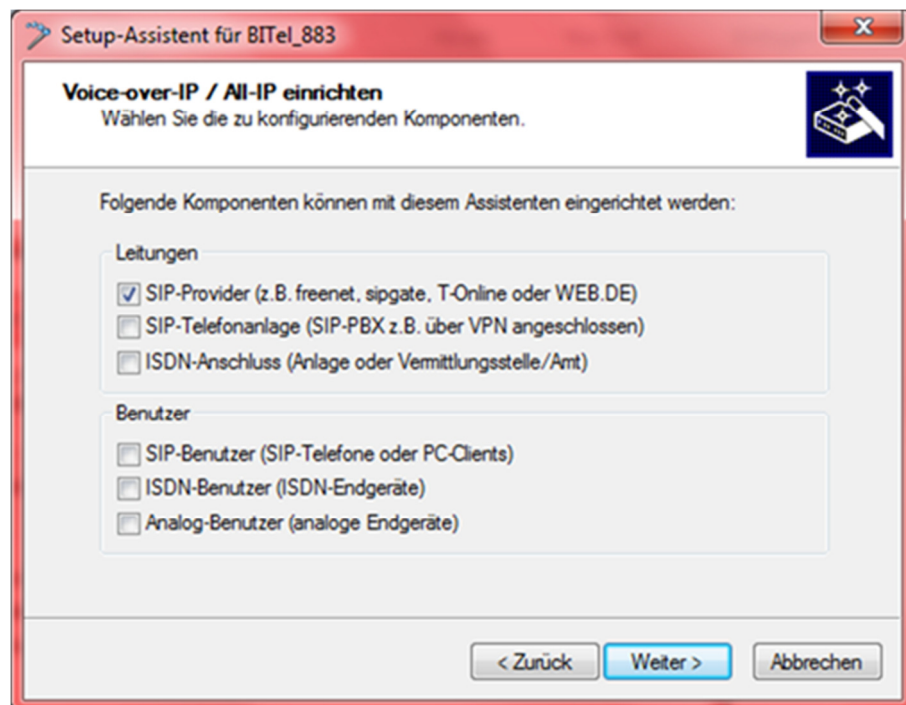 Setup-Assistent für BITel_883
Voice-over-IP / All-IP einrichten
Wählen Sie die zu konfigurierenden Komponenten.
Folgende Komponenten können mit diesem Assistenten eingerichtet werden:
Leitungen
SIP-Provider (z.B. freenet, sipgate, T-Online oder WEB.DE)
SIP-Telefonanlage (SIP-PBX z.B. über VPN angeschlossen)
ISDN-Anschluss (Anlage oder Vermittlungsstelle/Amt)
Benutzer
SIP-Benutzer (SIP-Telefone oder PC-Clients)
ISDN-Benutzer (ISDN-Endgeräte)
Analog-Benutzer (analoge Endgeräte)
< Zurück Weiter > Abbrechen